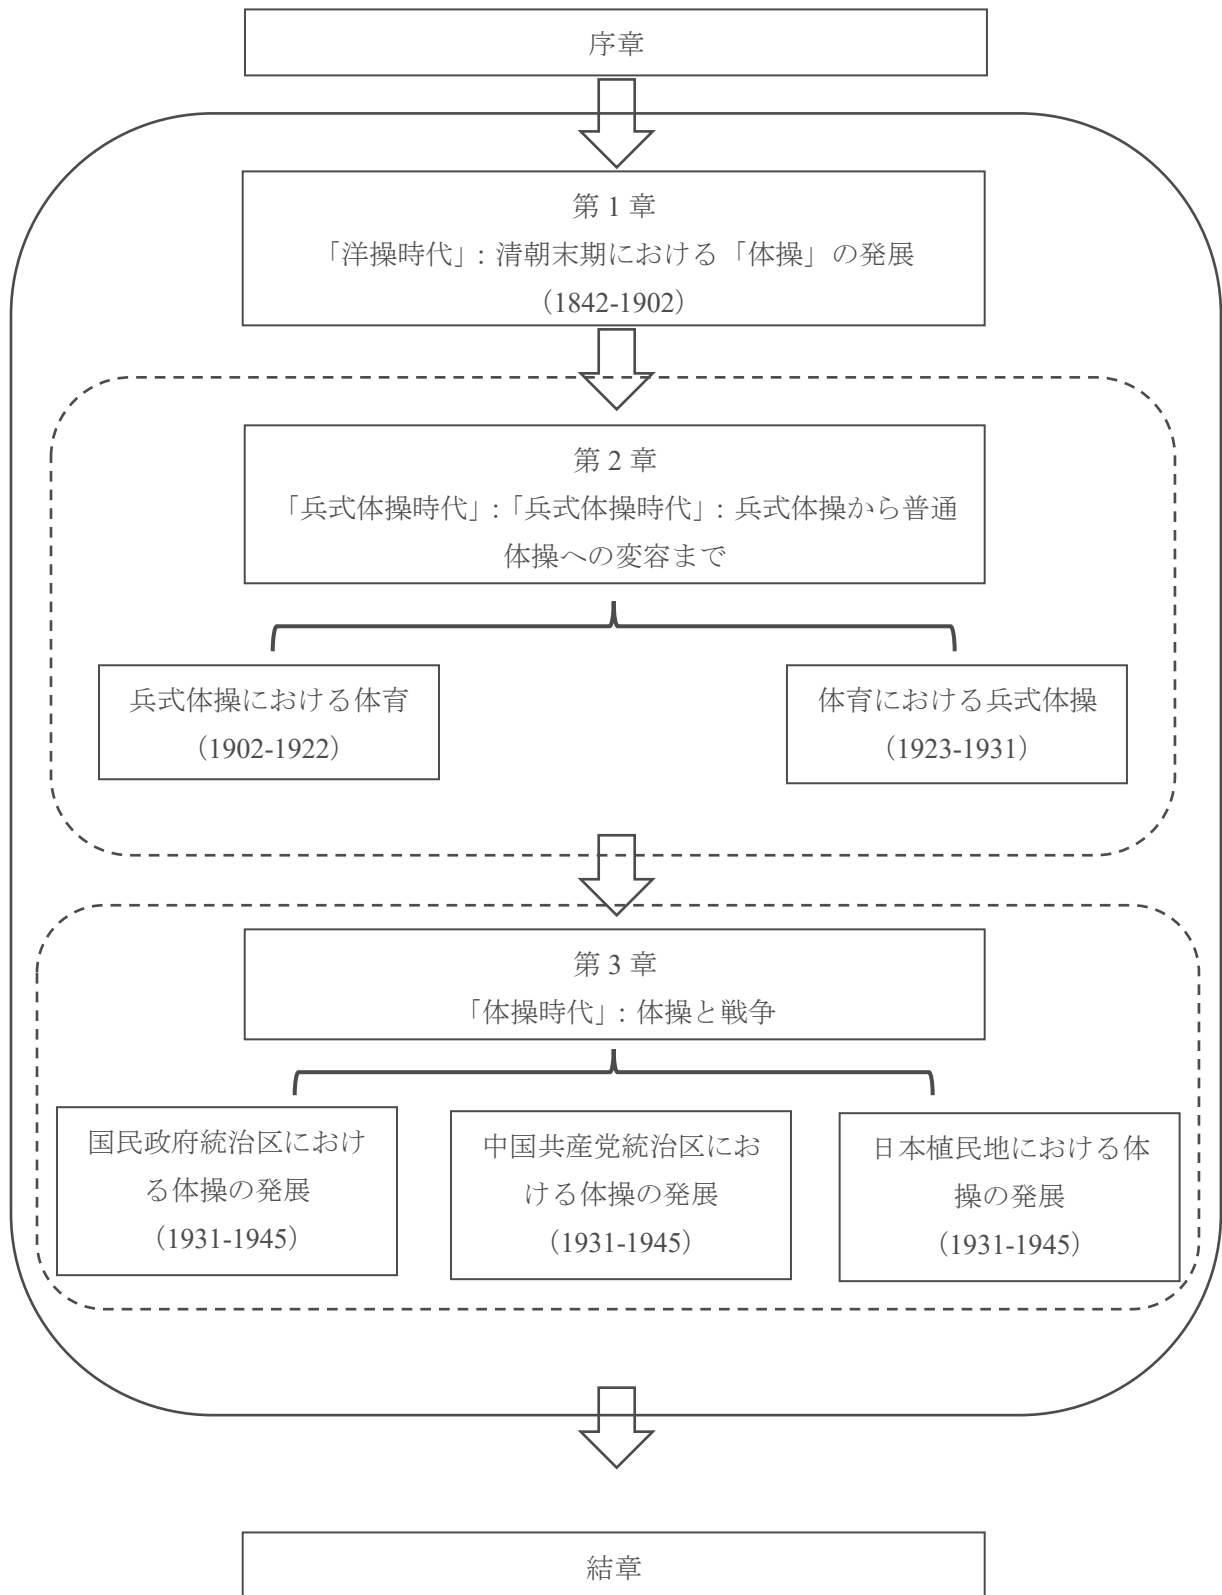 序章
第 1 章
「洋操時代」: 清朝末期における「体操」の発展
（1842-1902）
第 2 章
「兵式体操時代」:「兵式体操時代」: 兵式体操から普通
体操への変容まで
兵式体操における体育
（1902-1922）
体育における兵式体操
（1923-1931）
第 3 章
「体操時代」: 体操と戦争
国民政府統治区におけ
る体操の発展
（1931-1945）
中国共産党統治区にお
ける体操の発展
（1931-1945）
日本植民地における体
操の発展
（1931-1945）
結章